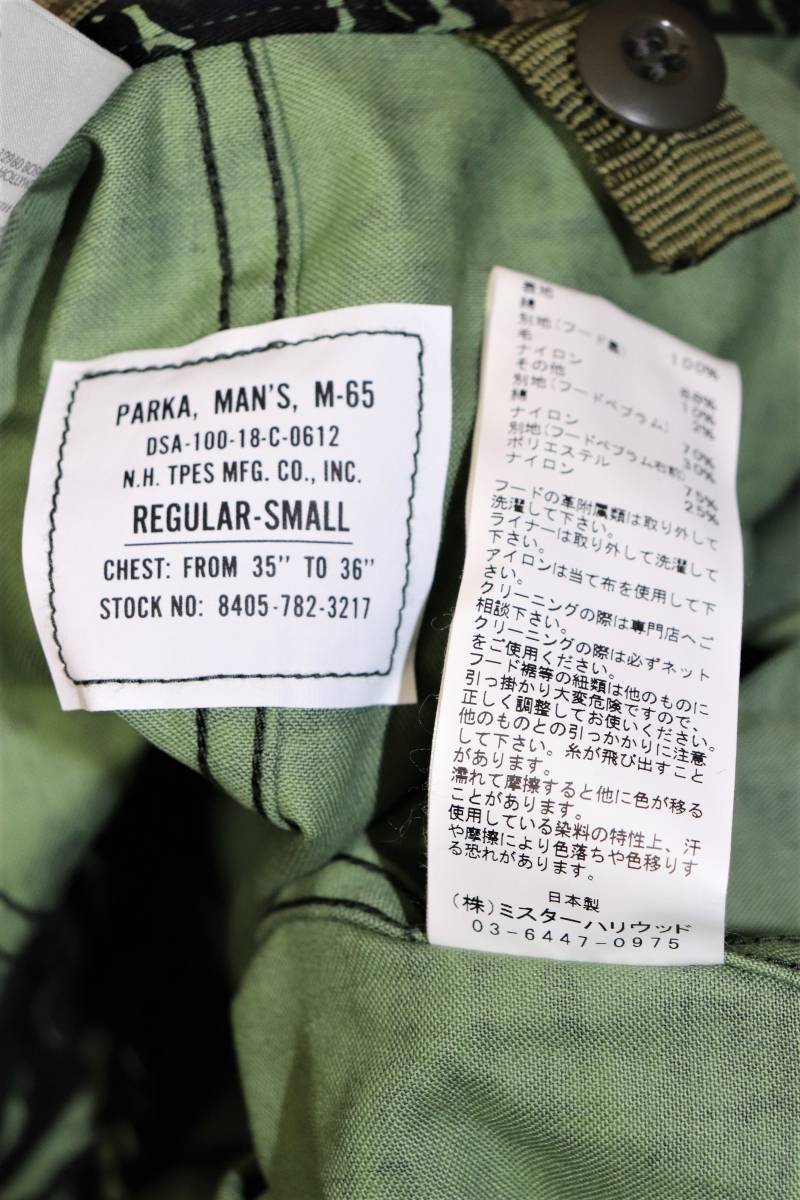 PARKA, MAN'S, M-65
DSA-100-18-C-0612
N.H. TPES MFG. CO., INC.
REGULAR-SMALL
CHEST: FROM 35" TO 36"
STOCK NO: 8405-782-3217
表地
綿 100%
別地(フード裏)
毛 88%
ナイロン 10%
その他 2%
別地(フードペプラム)
綿 70%
ナイロン 30%
別地(フードペプラム右前)
ポリエステル 75%
ナイロン 25%
フードの革附属類は取り外して
洗濯して下さい。
ライナーは取り外して洗濯して
下さい。
アイロンは当て布を使用して下
さい。
クリーニングの際は専門店へご
相談下さい。
クリーニングの際は必ずネット
をご使用ください。
フード裾等の紐類は他のものに
引っ掛かり大変危険ですので、
正しく調整してお使いください。
他のものとの引っかかりに注意
して下さい。糸が飛び出すこと
があります。
濡れて摩擦すると他に色が移る
ことがあります。
使用している染料の特性上、汗
や摩擦により色落ちや色移りす
る恐れがあります。
日本製
(株)ミスターハリウッド
03-6447-0975